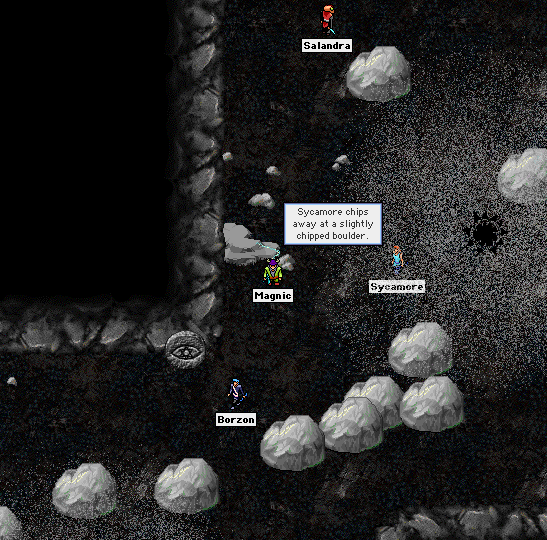 Salandra
Sycamore chips
away at a slightly
chipped boulder.
Magnic
Sycamore
Borzon